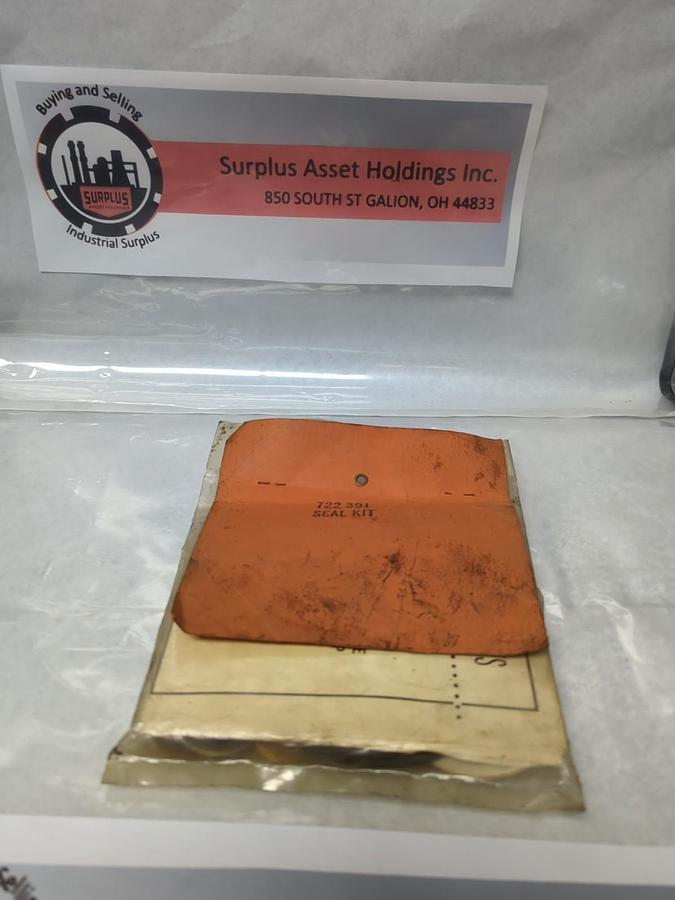 Buying and Selling
SURPLUS
Industrial Surplus
Surplus Asset Holdings Inc.
850 SOUTH ST GALION, OH 44833
722 391
SEAL KIT